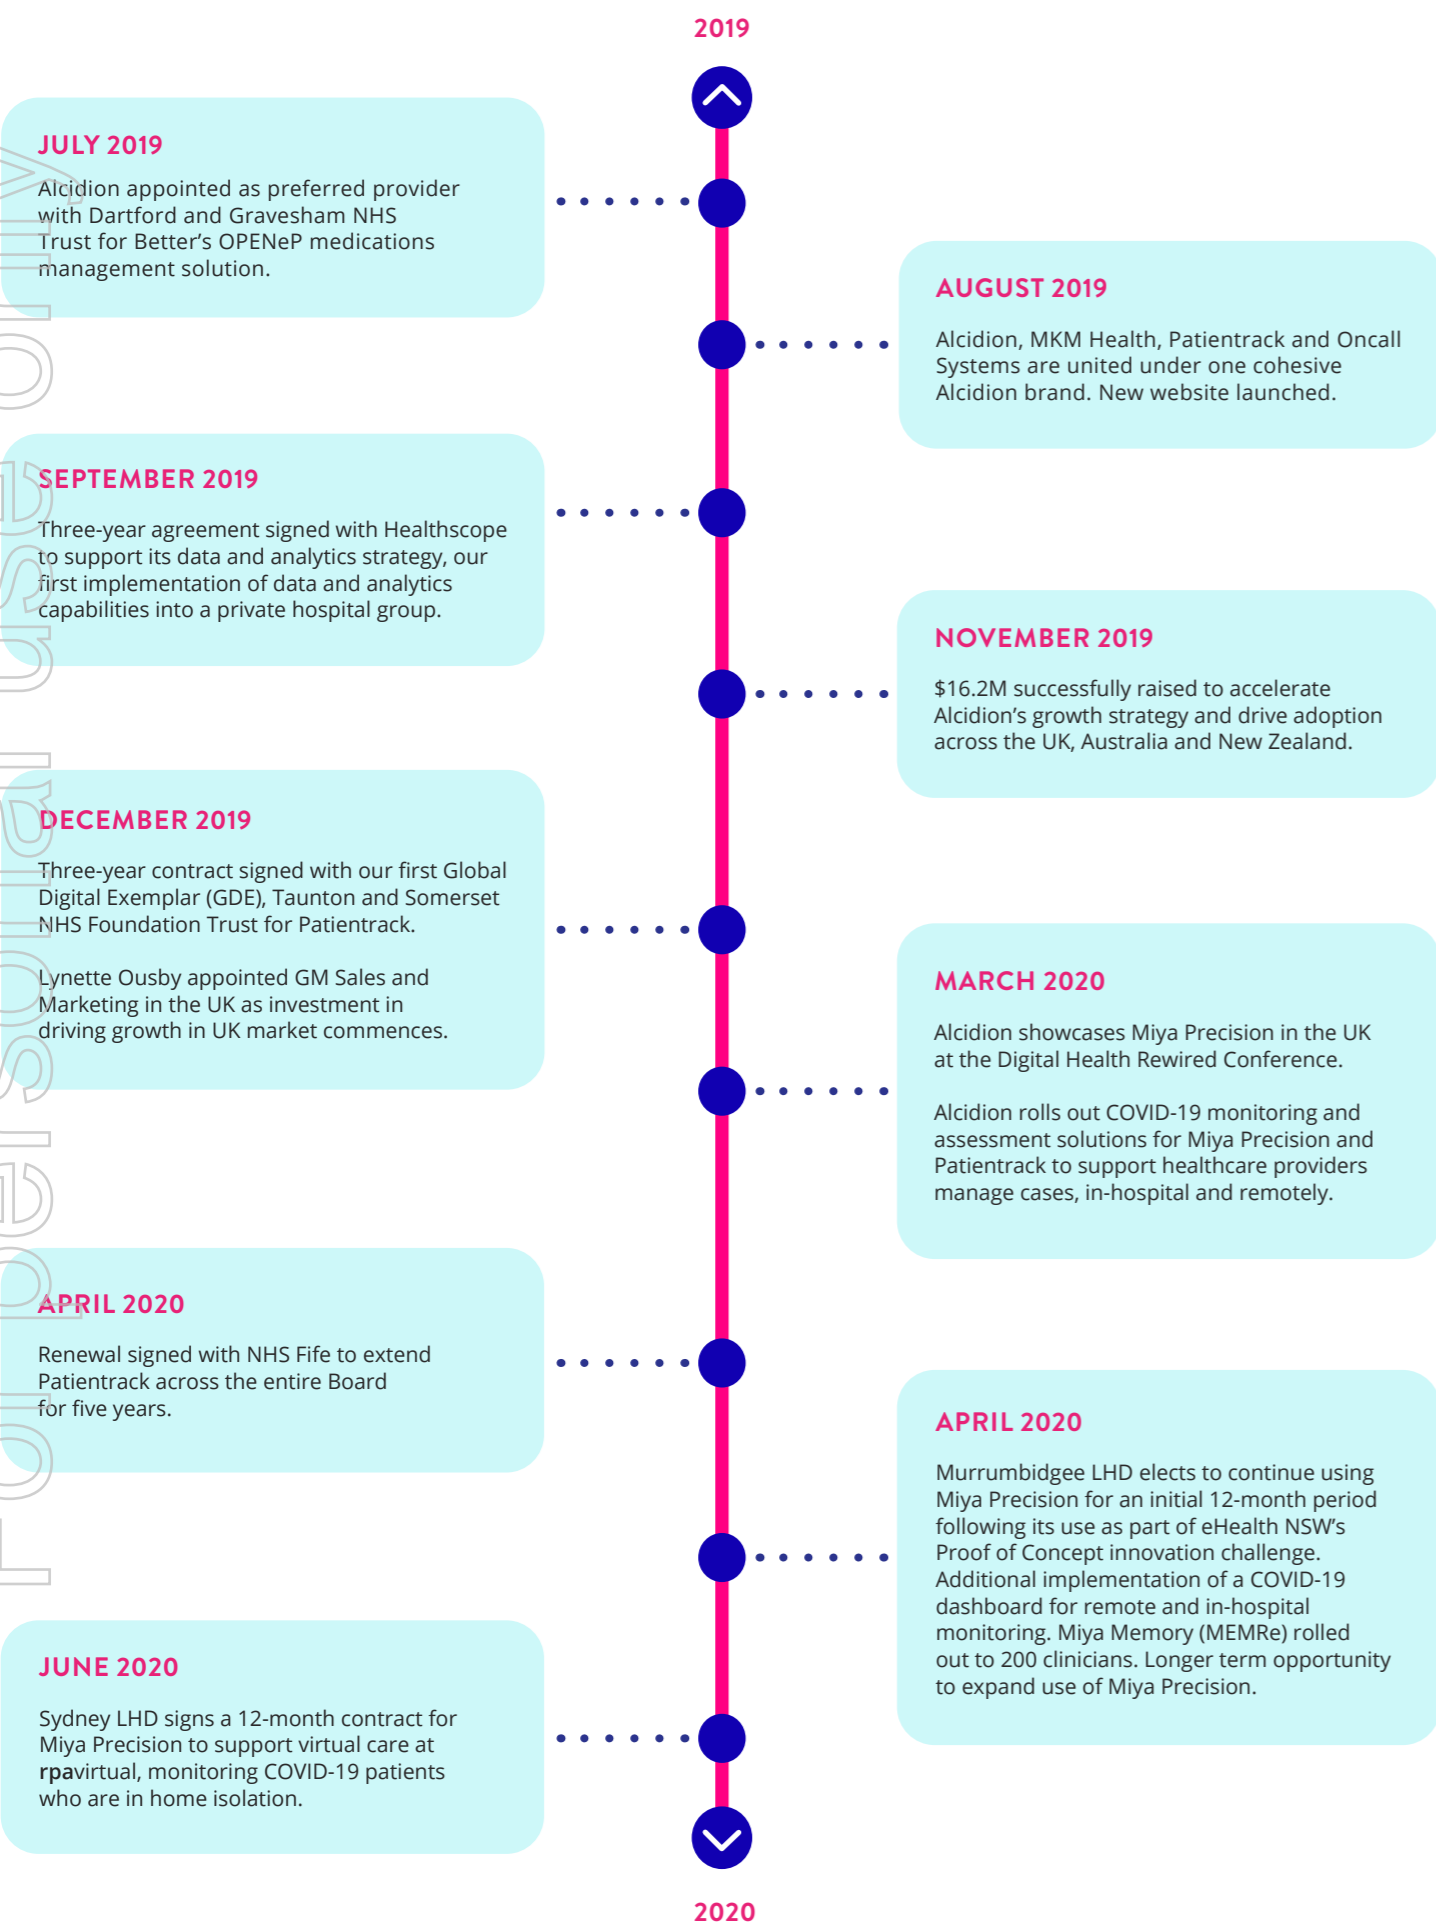 2019
JULY 2019
Alcidion appointed as preferred provider
with Dartford and Gravesham NHS
Trust for Better’s OPENeP medications
management solution.
AUGUST 2019
Alcidion, MKM Health, Patientrack and Oncall
Systems are united under one cohesive
Alcidion brand. New website launched.
SEPTEMBER 2019
Three-year agreement signed with Healthscope
to support its data and analytics strategy, our
first implementation of data and analytics
capabilities into a private hospital group.
NOVEMBER 2019
$16.2M successfully raised to accelerate
Alcidion’s growth strategy and drive adoption
across the UK, Australia and New Zealand.
DECEMBER 2019
Three-year contract signed with our first Global
Digital Exemplar (GDE), Taunton and Somerset
NHS Foundation Trust for Patientrack.
Lynette Ousby appointed GM Sales and
Marketing in the UK as investment in
driving growth in UK market commences.
MARCH 2020
Alcidion showcases Miya Precision in the UK
at the Digital Health Rewired Conference.
Alcidion rolls out COVID-19 monitoring and
assessment solutions for Miya Precision and
Patientrack to support healthcare providers
manage cases, in-hospital and remotely.
APRIL 2020
Renewal signed with NHS Fife to extend
Patientrack across the entire Board
for five years.
APRIL 2020
Murrumbidgee LHD elects to continue using
Miya Precision for an initial 12-month period
following its use as part of eHealth NSW’s
Proof of Concept innovation challenge.
Additional implementation of a COVID-19
dashboard for remote and in-hospital
monitoring. Miya Memory (MEMRe) rolled
out to 200 clinicians. Longer term opportunity
to expand use of Miya Precision.
JUNE 2020
Sydney LHD signs a 12-month contract for
Miya Precision to support virtual care at
rpavirtual, monitoring COVID-19 patients
who are in home isolation.
2020
For personal use only